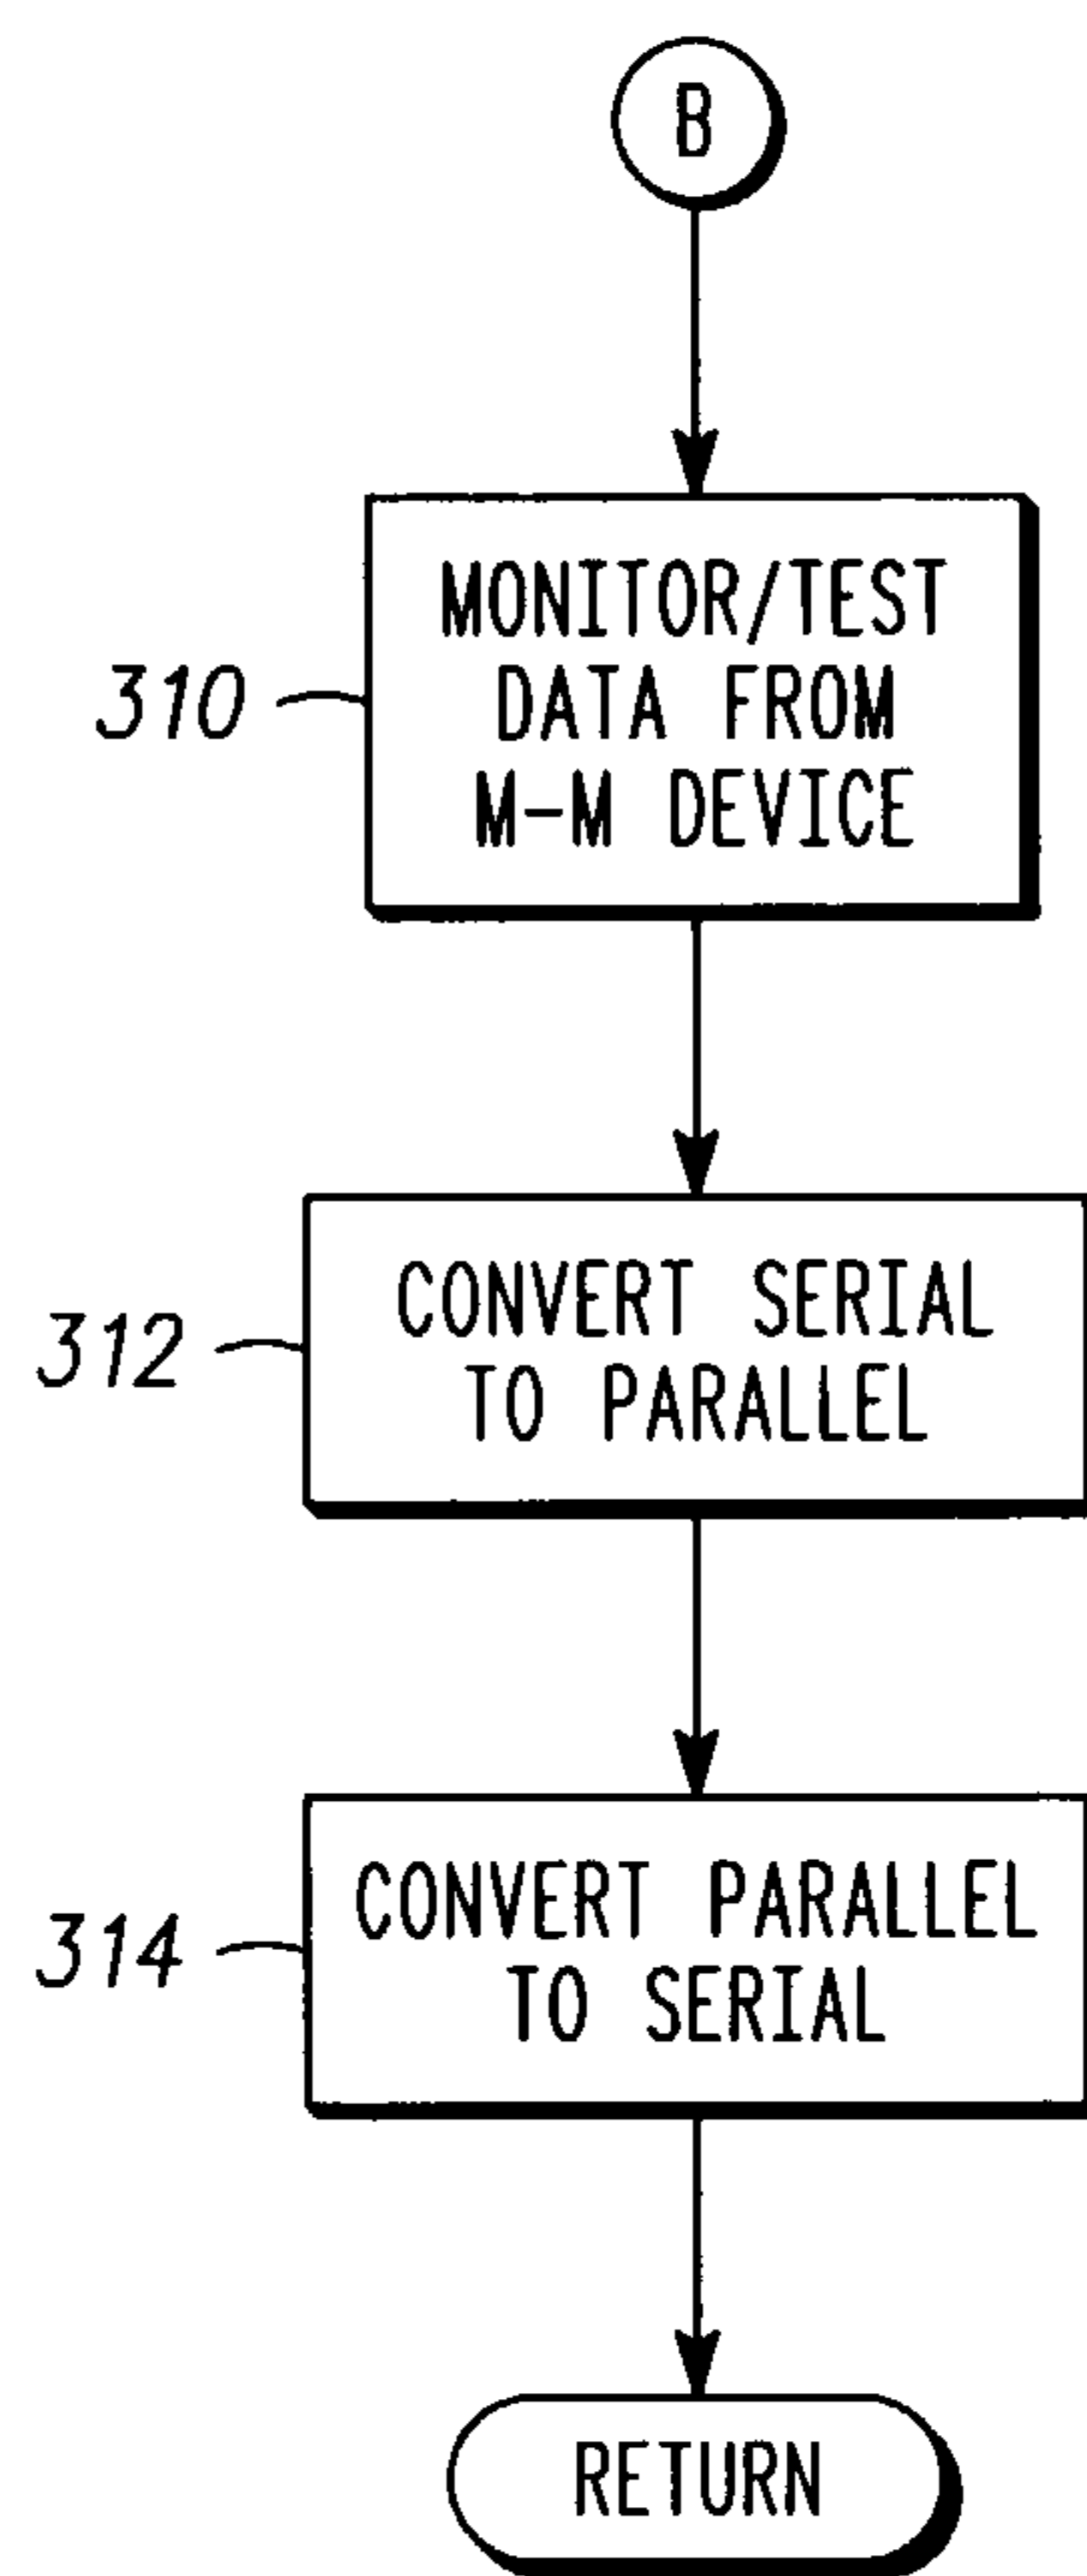 B
MONITOR/TEST
310
DATA FROM
M-M DEVICE
CONVERT SERIAL
312
TO PARALLEL
CONVERT PARALLEL
314
TO SERIAL
RETURN